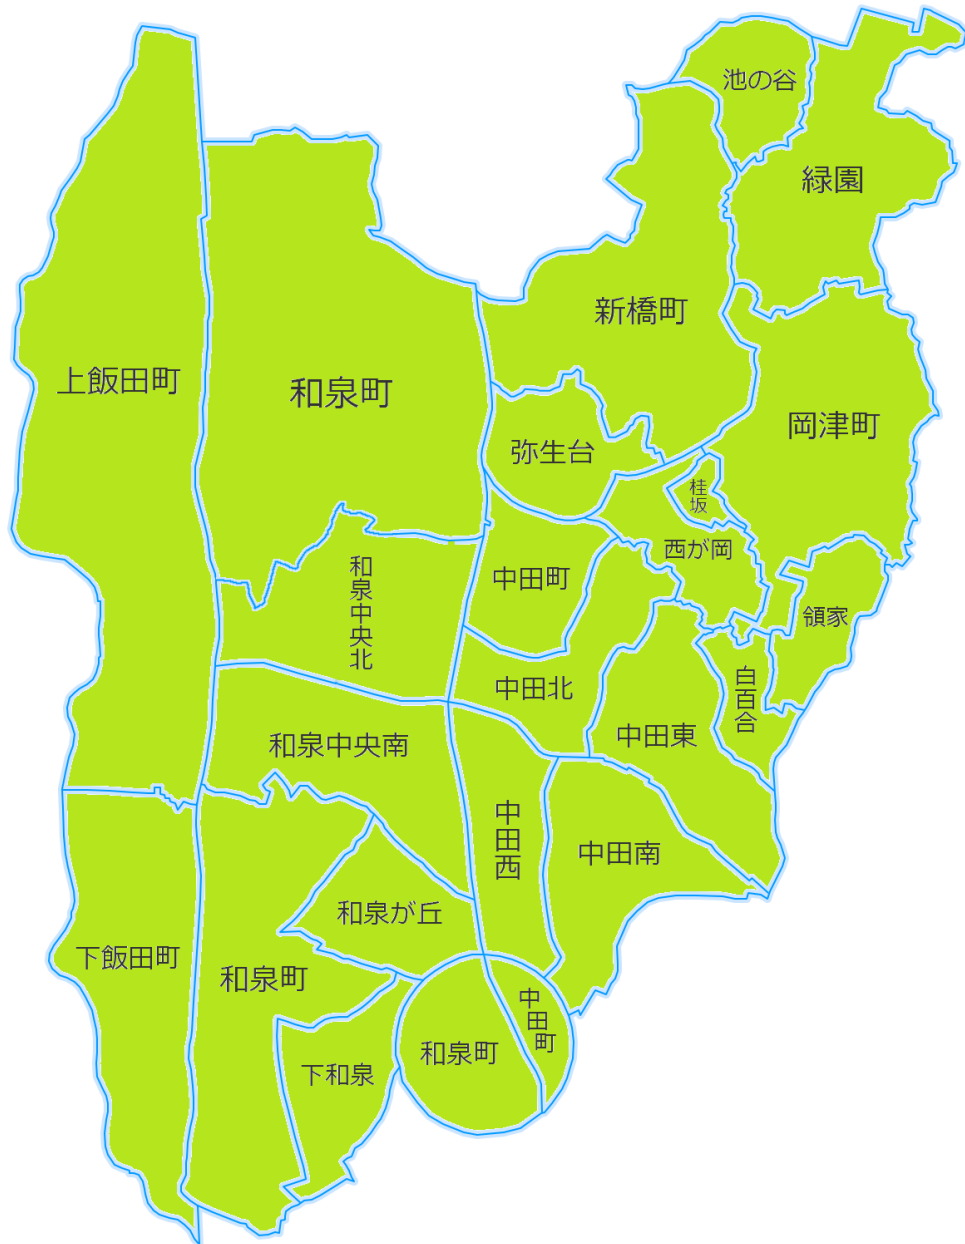 池の谷
緑園
新橋町
上飯田町
和泉町
岡津町
弥生台
桂坂
西が岡
中田町
和泉中央北
領家
中田北
白百合
中田東
和泉中央南
中田西
中田南
和泉が丘
下飯田町
和泉町
中田町
和泉町
下和泉